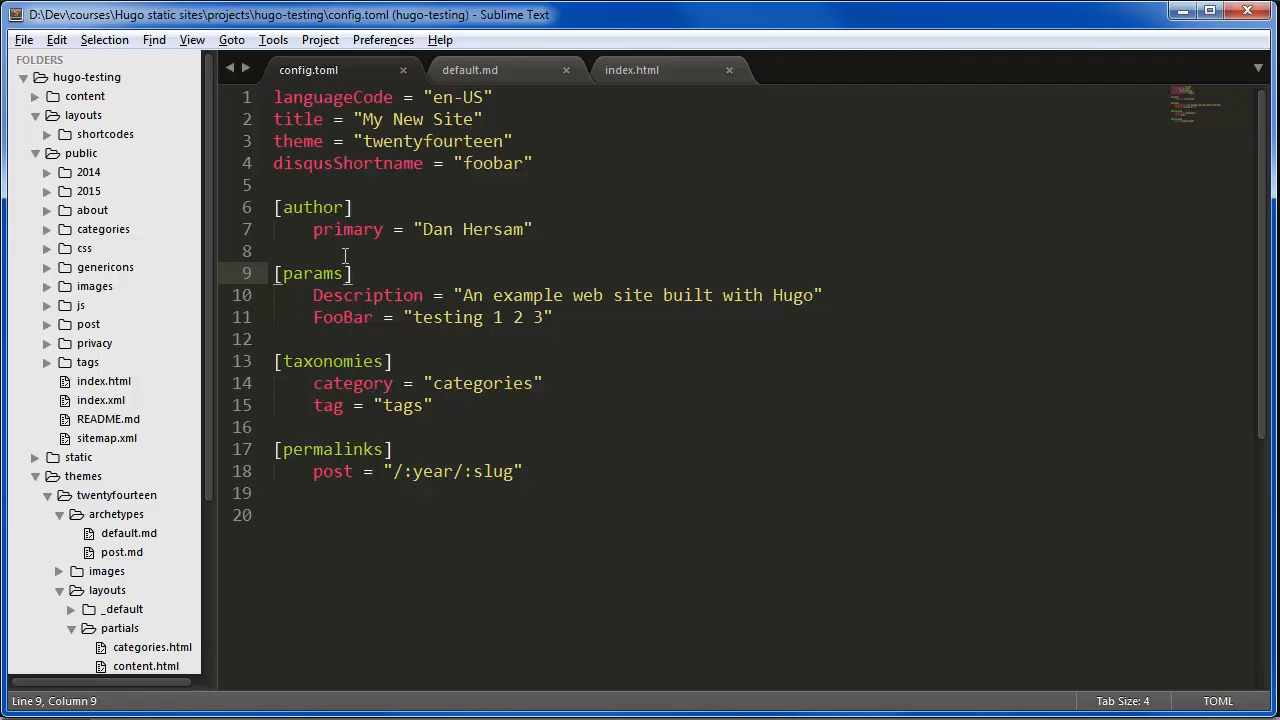 D:\Dev\courses\Hugo static sites\projects\hugo-testing\config.toml (hugo-testing) - Sublime Text
File Edit Selection Find View Goto Tools Project Preferences Help
FOLDERS
hugo-testing
content
layouts
shortcodes
public
2014
2015
about
categories
css
genericons
images
js
post
privacy
tags
index.html
index.xml
README.md
sitemap.xml
static
themes
twentyfourteen
archetypes
default.md
post.md
images
layouts
_default
partials
categories.html
content.html
config.toml default.md index.html
1 languageCode = "en-US"
2 title = "My New Site"
3 theme = "twentyfourteen"
4 disqusShortname = "foobar"
5
6 [author]
7 primary = "Dan Hersam"
8
9 [params]
10 Description = "An example web site built with Hugo"
11 FooBar = "testing 1 2 3"
12
13 [taxonomies]
14 category = "categories"
15 tag = "tags"
16
17 [permalinks]
18 post = "/:year/:slug"
19
20
Line 9, Column 9 Tab Size: 4 TOML